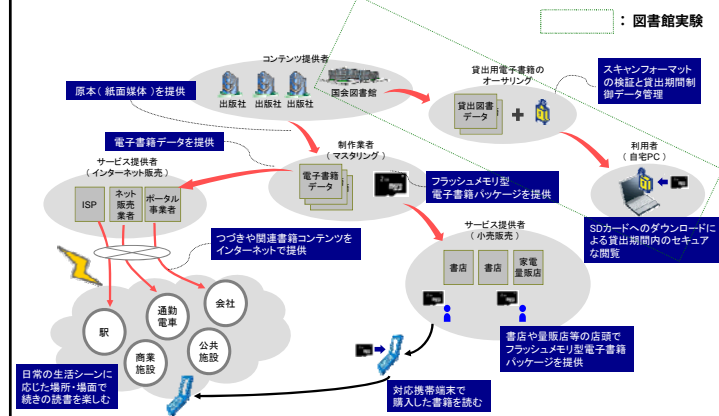 ：図書館実験
コンテンツ提供者
出版社
出版社
出版社
国会図書館
原本（紙面媒体）を提供
貸出用電子書籍の
オーサリング
貸出図書
データ
+
スキャンフォーマット
の検証と貸出期間制
御データ管理
電子書籍データを提供
制作業者
（マスタリング）
電子書籍
データ
フラッシュメモリ型
電子書籍パッケージを提供
利用者
（自宅PC）
SDカードへのダウンロードに
よる貸出期間内のセキュア
な閲覧
サービス提供者
（インターネット販売）
ISP
ネット
販売
業者
ポータル
事業者
つづきや関連書籍コンテンツを
インターネットで提供
サービス提供者
（小売販売）
書店
書店
家電
量販店
駅
通勤
電車
会社
商業
施設
公共
施設
書店や量販店等の店頭で
フラッシュメモリ型電子書籍
パッケージを提供
日常の生活シーンに
応じた場所・場面で
続きの読書を楽しむ
対応携帯端末で
購入した書籍を読む